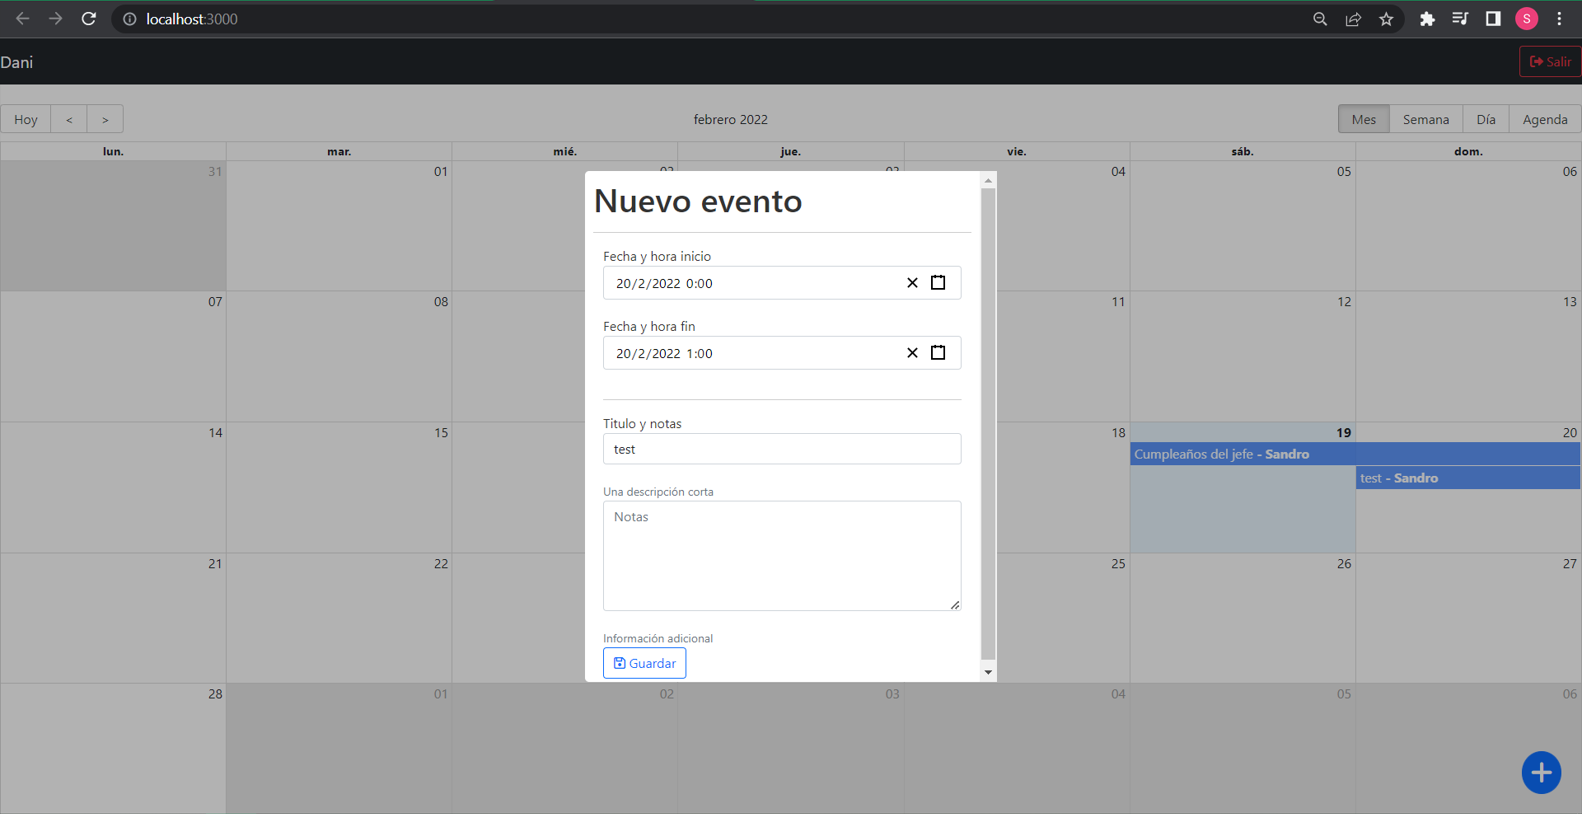 localhost:3000
S
Dani
Salir
Hoy < >
febrero 2022
Mes Semana Día Agenda
lun. mar. mié. jue. vie. sáb. dom.
31 01 02 03 04 05 06
Nuevo evento
Fecha y hora inicio
20/2/2022 0:00
07 08 11 12 13
Fecha y hora fin
20/2/2022 1:00
Titulo y notas
test
14 15 18 19 20
Cumpleaños del jefe - Sandro
test - Sandro
Una descripción corta
Notas
21 22 25 26 27
Información adicional
Guardar
28 01 02 03 04 05 06